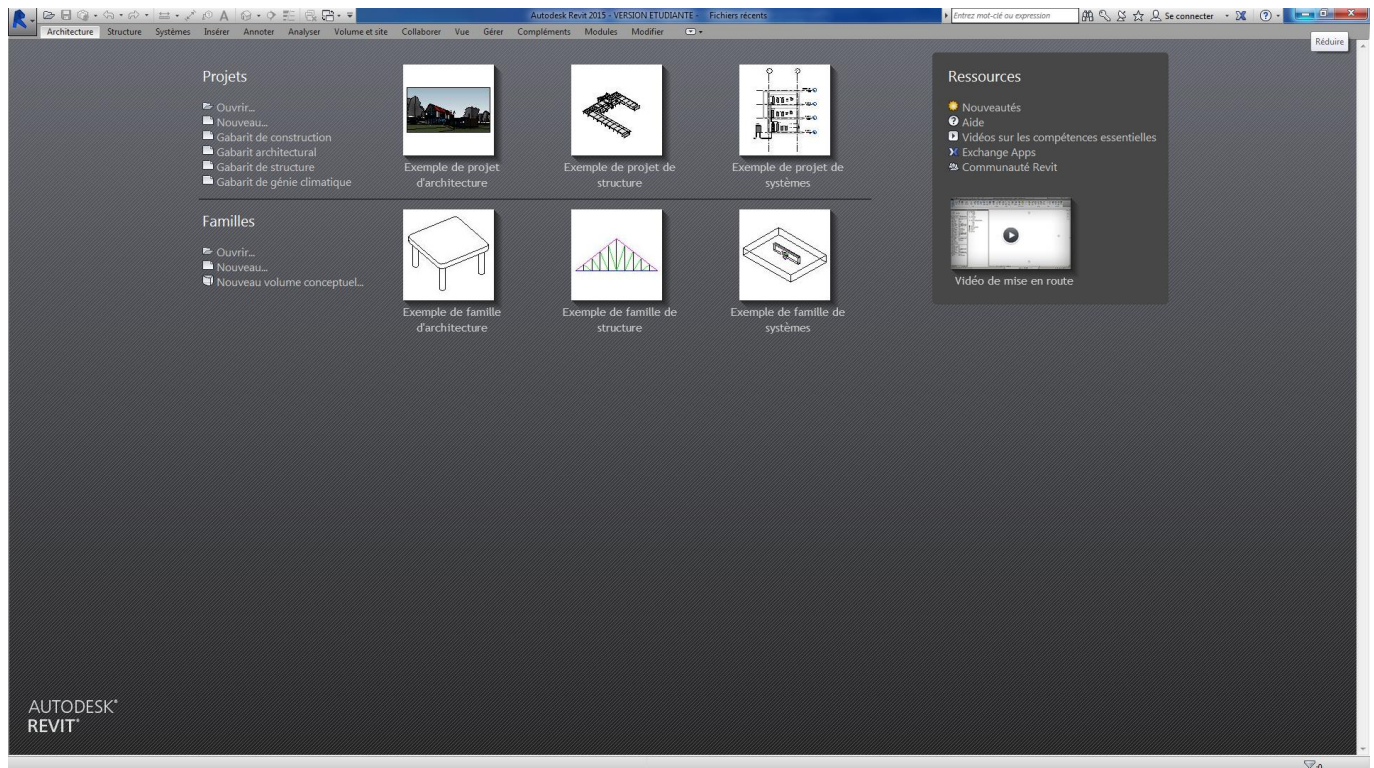 Autodesk Revit 2015 - VERSION ETUDIANTE - Fichiers récents
Entrez mot-clé ou expression
Se connecter
Architecture Structure Systèmes Insérer Annoter Analyser Volume et site Collaborer Vue Gérer Compléments Modules Modifier
Réduire
Projets
Ouvrir...
Nouveau...
Gabarit de construction
Gabarit architectural
Gabarit de structure
Gabarit de génie climatique
Exemple de projet
d'architecture
Exemple de projet de
structure
Exemple de projet de
systèmes
Familles
Ouvrir...
Nouveau...
Nouveau volume conceptuel...
Exemple de famille
d'architecture
Exemple de famille de
structure
Exemple de famille de
systèmes
Ressources
Nouveautés
Aide
Vidéos sur les compétences essentielles
Exchange Apps
Communauté Revit
Vidéo de mise en route
AUTODESK®
REVIT®